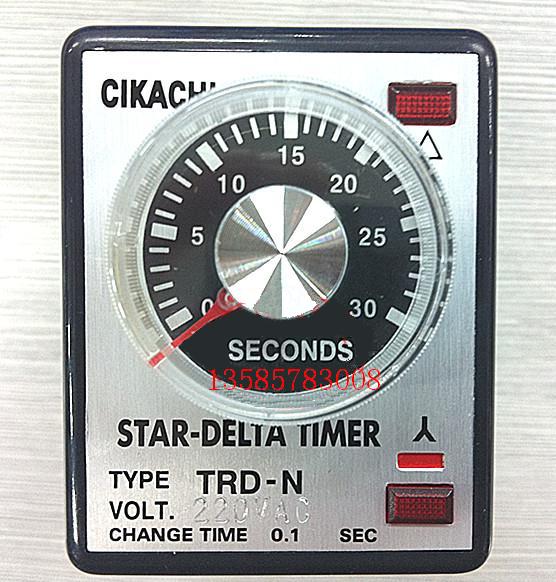 CIKACHI
15
10 20
5 25
0 30
SECONDS
13585783008
STAR-DELTA TIMER
TYPE TRD-N
VOLT. 220VAC
CHANGE TIME 0.1 SEC